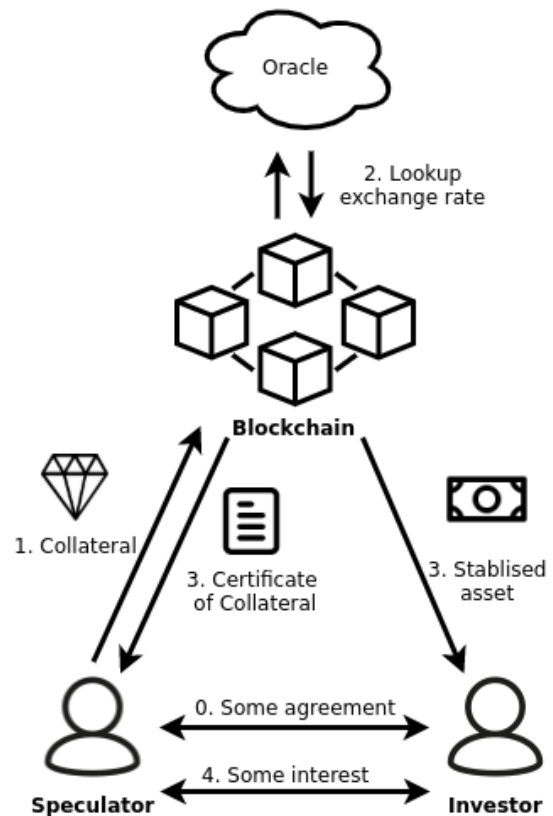 Oracle
2. Lookup
exchange rate
Blockchain
1. Collateral
3. Certificate
of Collateral
3. Stablised
asset
0. Some agreement
4. Some interest
Speculator
Investor